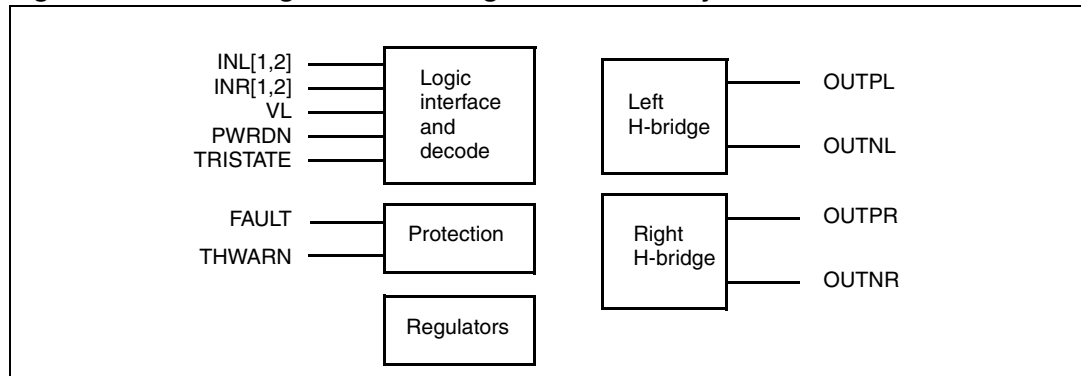 INL[1,2]
INR[1,2]
VL
PWRDN
TRISTATE
Logic
interface
and
decode
FAULT
THWARN
Protection
Regulators
Left
H-bridge
OUTPL
OUTNL
Right
H-bridge
OUTPR
OUTNR